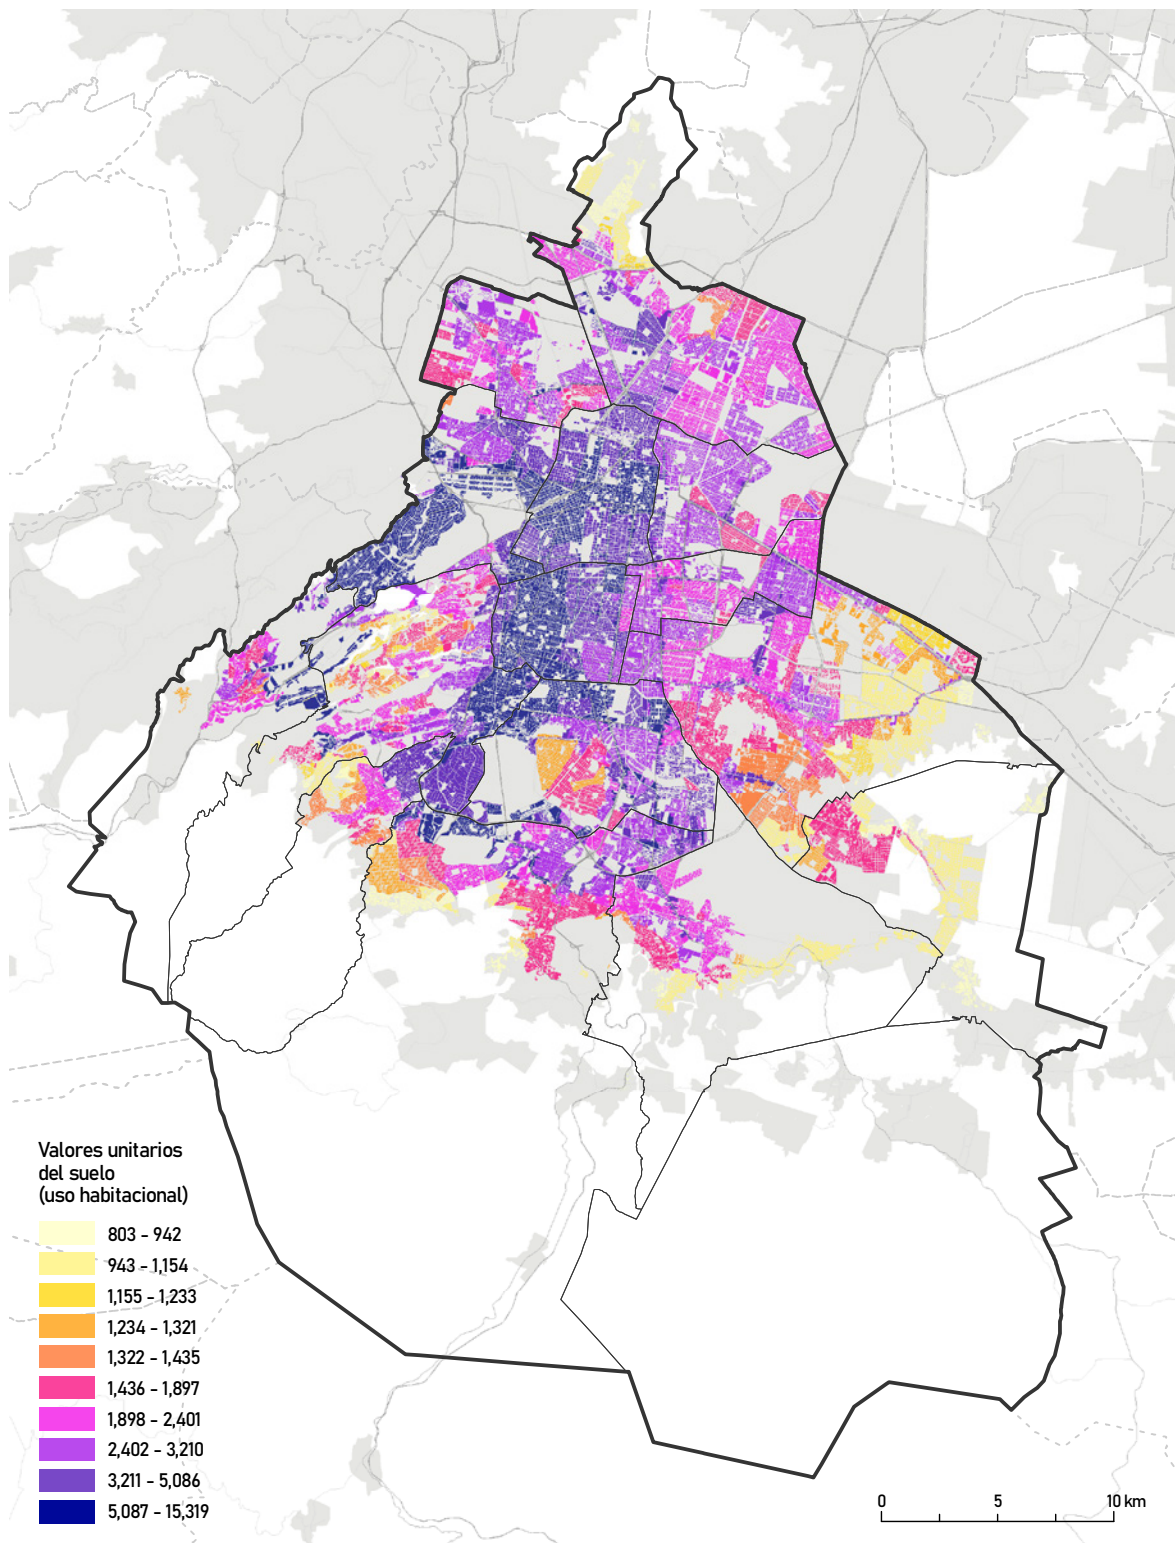 Valores unitarios
del suelo
(uso habitacional)
803 - 942
943 - 1,154
1,155 - 1,233
1,234 - 1,321
1,322 - 1,435
1,436 - 1,897
1,898 - 2,401
2,402 - 3,210
3,211 - 5,086
5,087 - 15,319
0 5 10 km